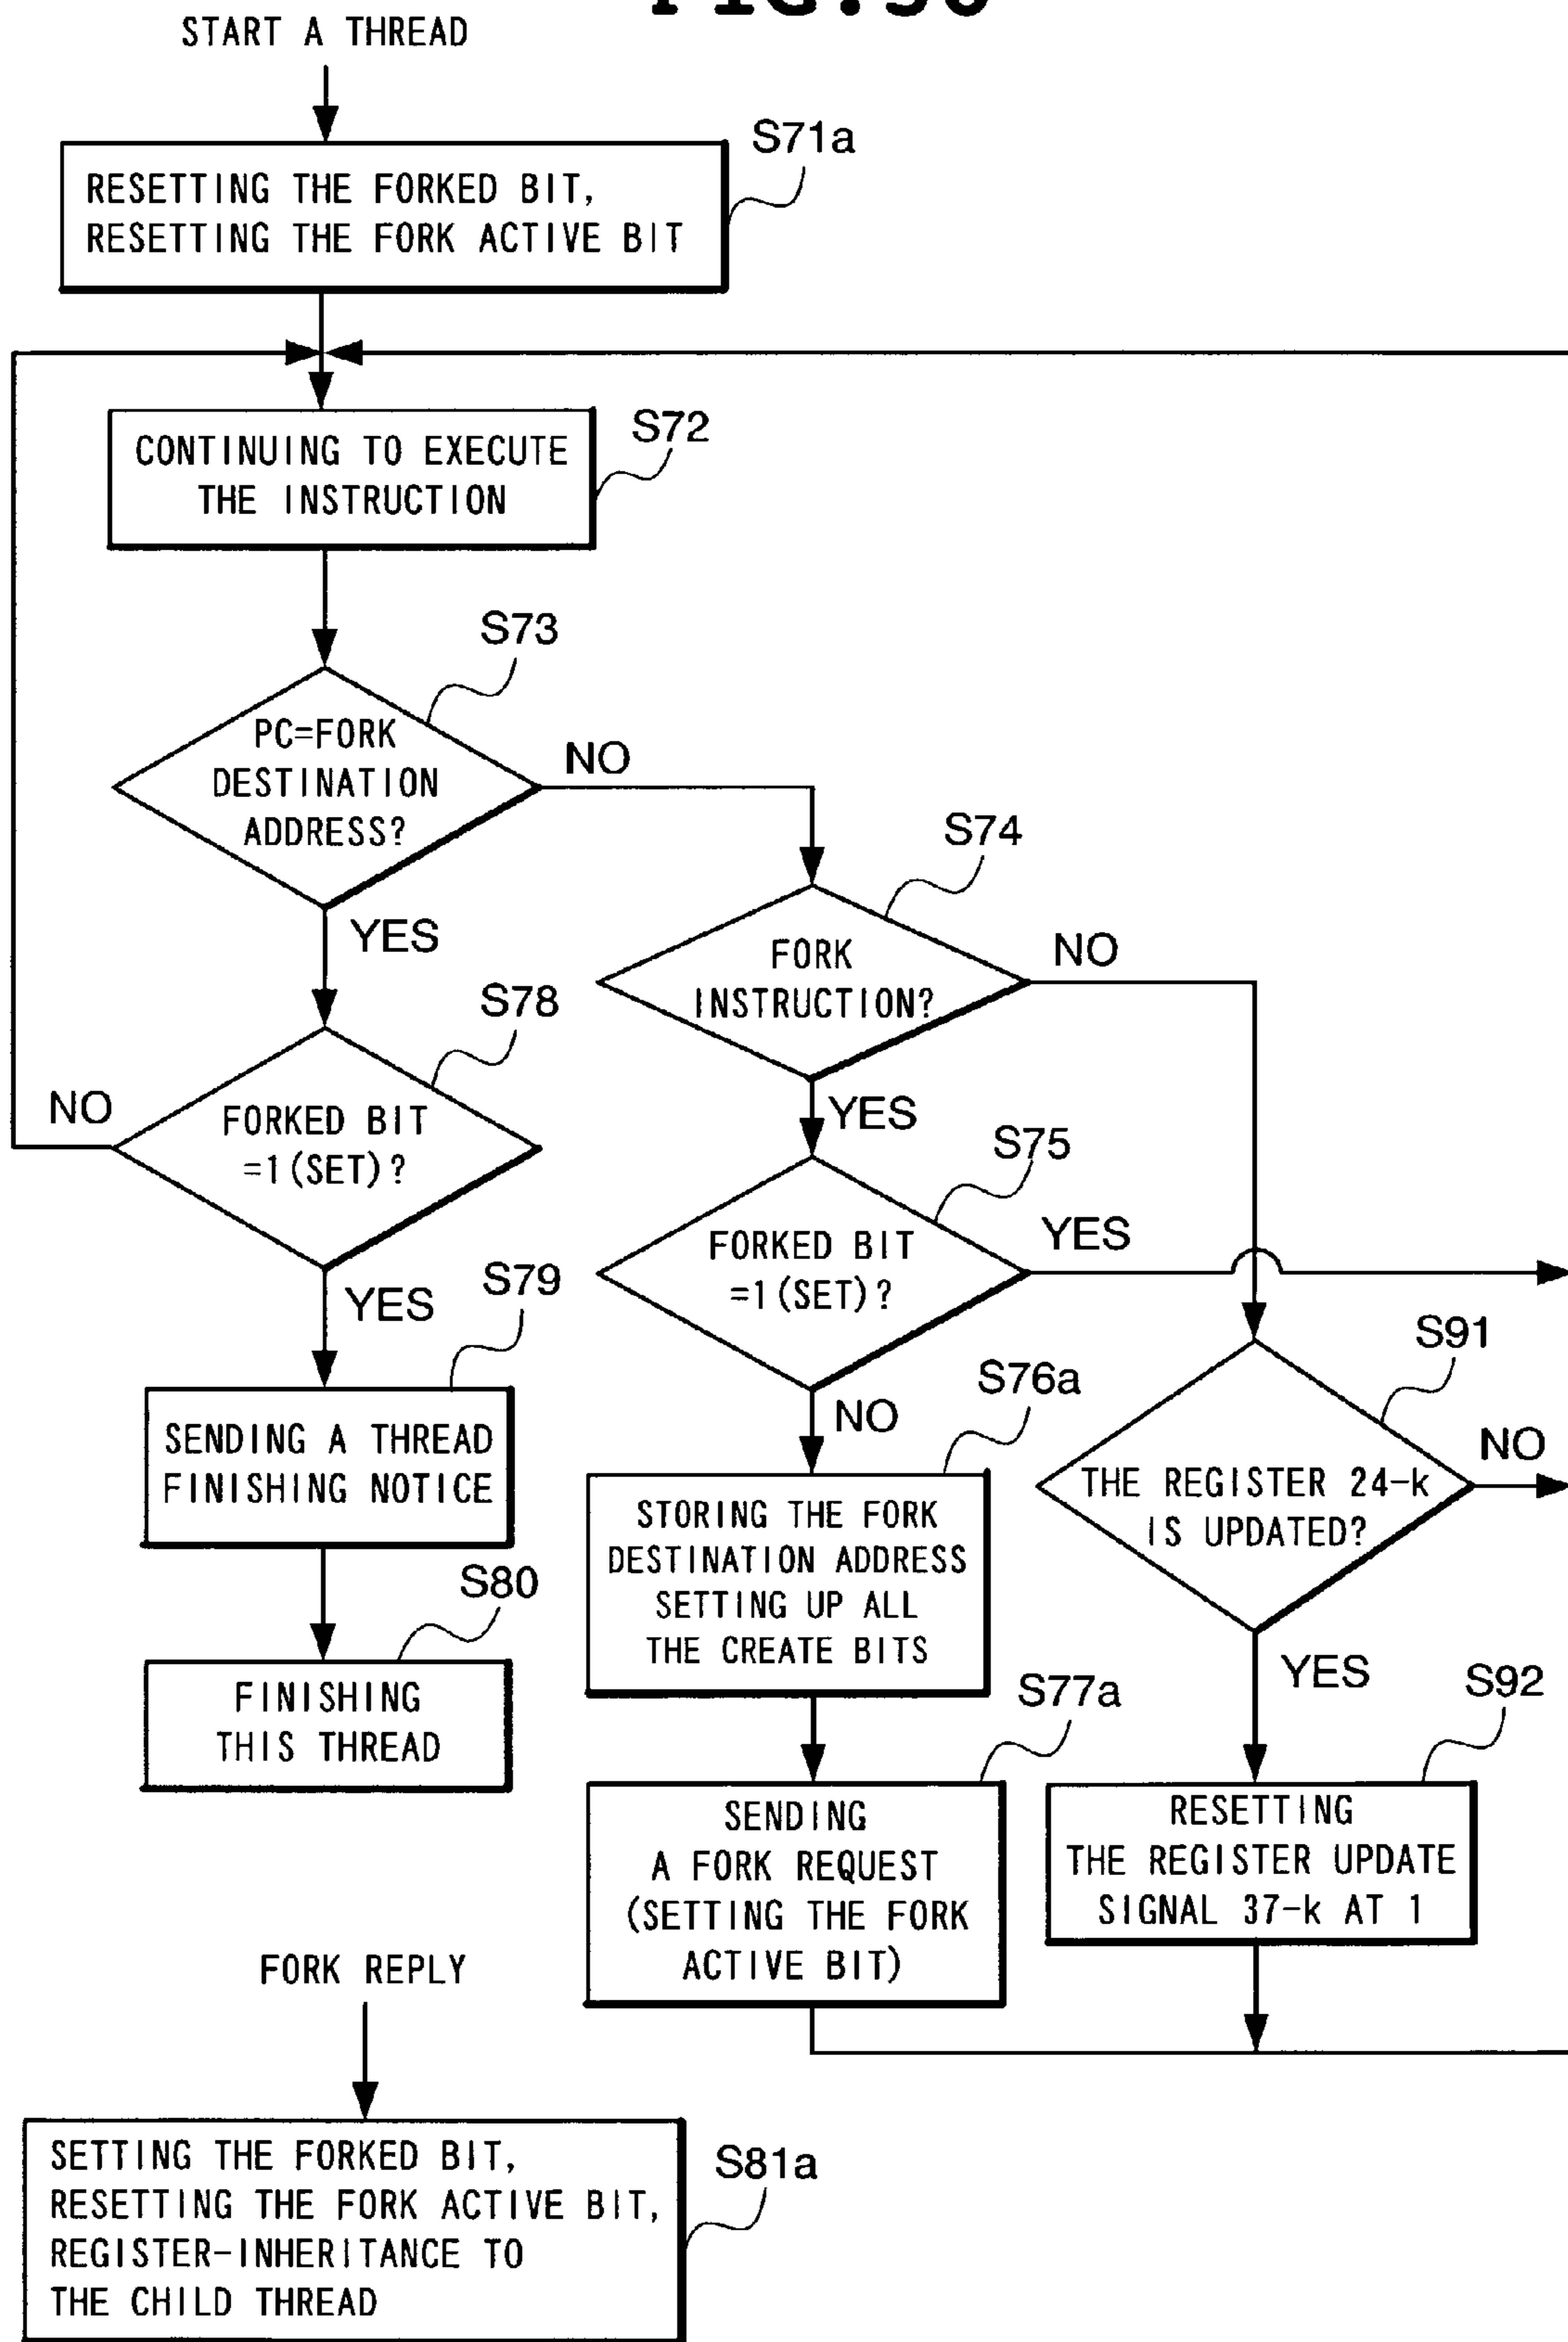 START A THREAD
S71a
RESETTING THE FORKED BIT,
RESETTING THE FORK ACTIVE BIT
S72
CONTINUING TO EXECUTE
THE INSTRUCTION
S73
PC=FORK
DESTINATION
ADDRESS?
NO
YES
S74
FORK
INSTRUCTION?
NO
YES
S78
FORKED BIT
=1(SET)?
NO
YES
S75
FORKED BIT
=1(SET)?
YES
NO
S79
SENDING A THREAD
FINISHING NOTICE
S80
FINISHING
THIS THREAD
S76a
STORING THE FORK
DESTINATION ADDRESS
SETTING UP ALL
THE CREATE BITS
S91
THE REGISTER 24-k
IS UPDATED?
NO
YES
S77a
SENDING
A FORK REQUEST
(SETTING THE FORK
ACTIVE BIT)
S92
RESETTING
THE REGISTER UPDATE
SIGNAL 37-k AT 1
FORK REPLY
S81a
SETTING THE FORKED BIT,
RESETTING THE FORK ACTIVE BIT,
REGISTER-INHERITANCE TO
THE CHILD THREAD